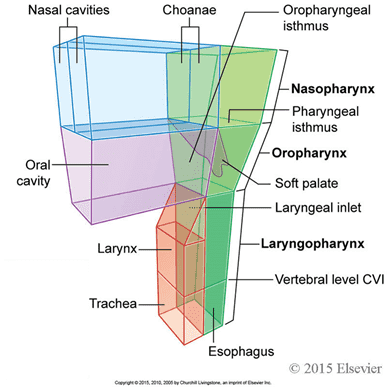 Nasal cavities
Choanae
Oropharyngeal
isthmus
Nasopharynx
Pharyngeal
isthmus
Oropharynx
Oral
cavity
Soft palate
Laryngeal inlet
Larynx
Laryngopharynx
Vertebral level CVI
Trachea
Esophagus
© 2015 Elsevier
Copyright © 2015, 2010, 2005 by Churchill Livingstone, an imprint of Elsevier Inc.